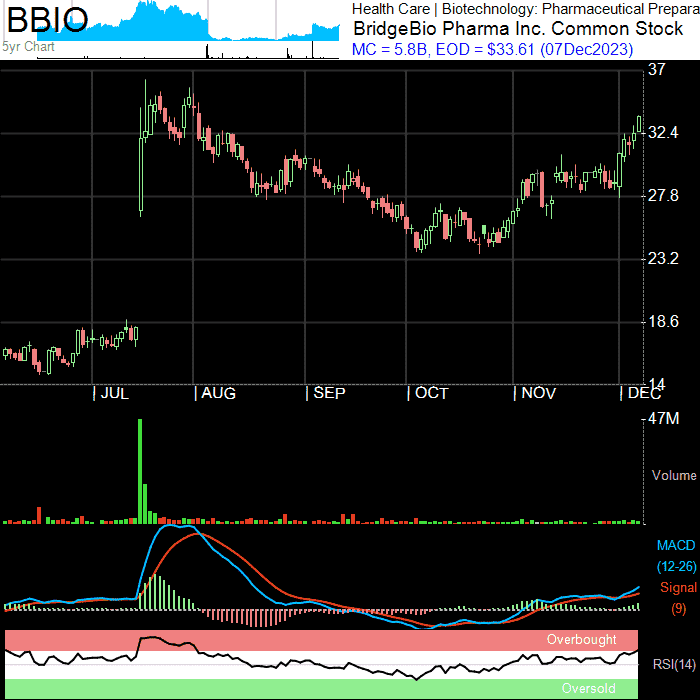 BBIO
5yr Chart
Health Care | Biotechnology: Pharmaceutical Prepara
BridgeBio Pharma Inc. Common Stock
MC = 5.8B, EOD = $33.61 (07Dec2023)
37
32.4
27.8
23.2
18.6
14
| JUL | AUG | SEP | OCT | NOV | DEC
47M
Volume
MACD
(12-26)
Signal
(9)
Overbought
RSI(14)
Oversold